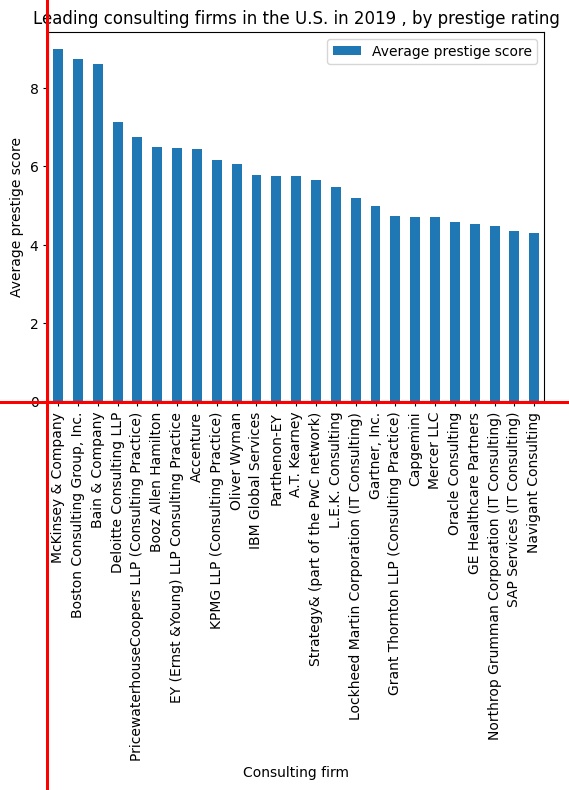 Leading consulting firms in the U.S. in 2019 , by prestige rating
Average prestige score
Average prestige score
8
6
4
2
0
McKinsey & Company
Boston Consulting Group, Inc.
Bain & Company
Deloitte Consulting LLP
PricewaterhouseCoopers LLP (Consulting Practice)
Booz Allen Hamilton
EY (Ernst &Young) LLP Consulting Practice
Accenture
KPMG LLP (Consulting Practice)
Oliver Wyman
IBM Global Services
Parthenon-EY
A.T. Kearney
Strategy& (part of the PwC network)
L.E.K. Consulting
Lockheed Martin Corporation (IT Consulting)
Gartner, Inc.
Grant Thornton LLP (Consulting Practice)
Capgemini
Mercer LLC
Oracle Consulting
GE Healthcare Partners
Northrop Grumman Corporation (IT Consulting)
SAP Services (IT Consulting)
Navigant Consulting
Consulting firm